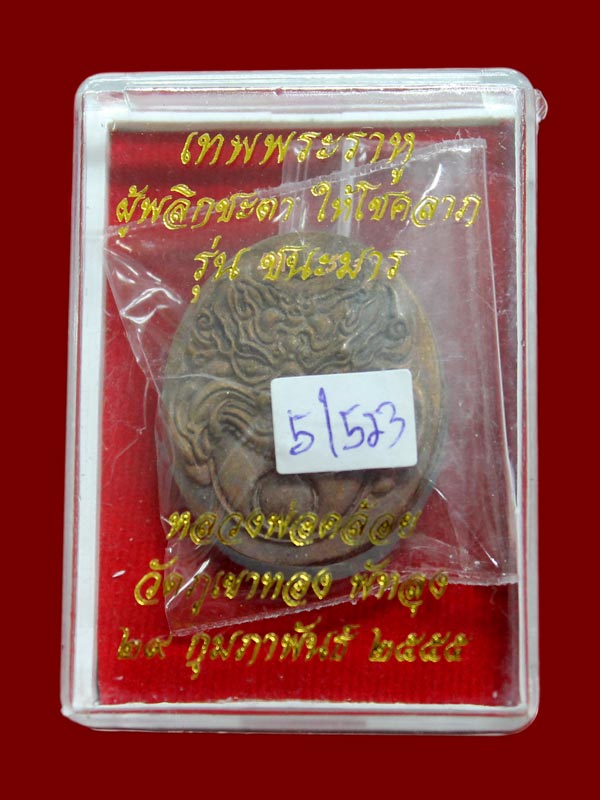 เทพพระราหู
ผู้พลิกชะตา ให้โชคลาภ
รุ่น ชนะมาร
5/523
หลวงพ่อคล้อย
วัดภูเขาทอง พัทลุง
๒๙ กุมภาพันธ์ ๒๕๕๕